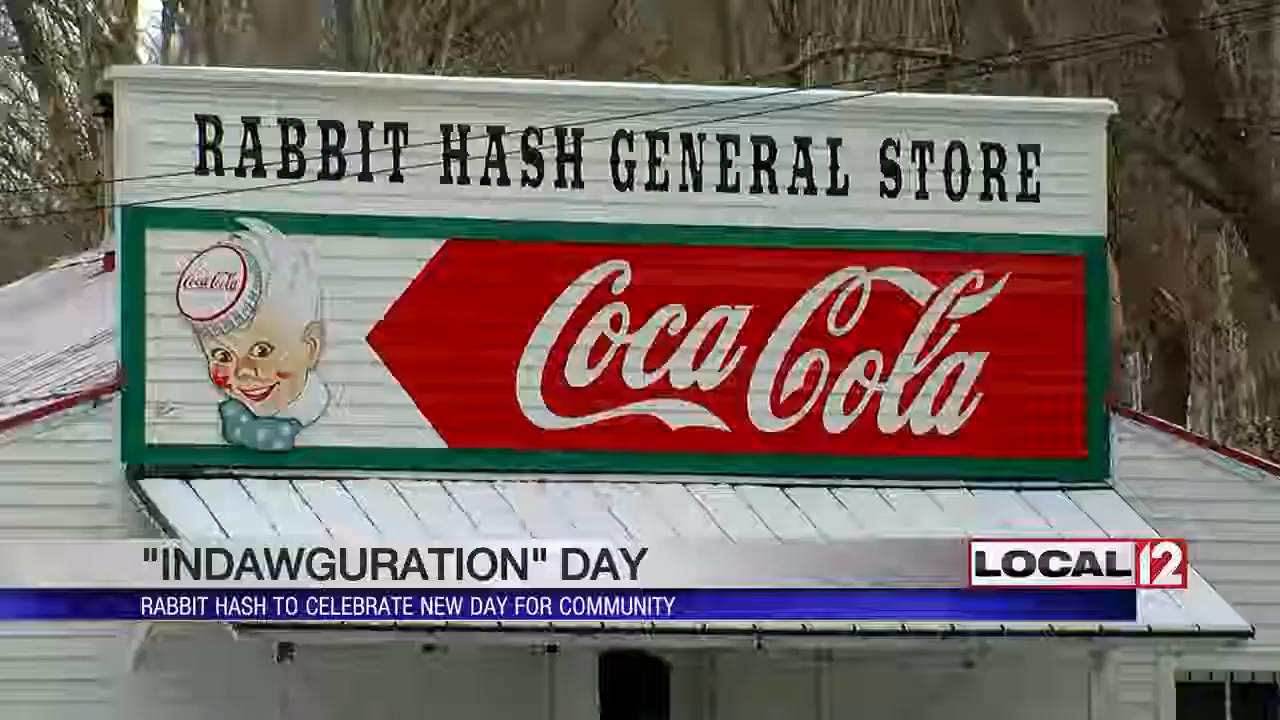 RABBIT HASH GENERAL STORE
Coca-Cola
Coca Cola
"INDAWGURATION" DAY
LOCAL 12
RABBIT HASH TO CELEBRATE NEW DAY FOR COMMUNITY